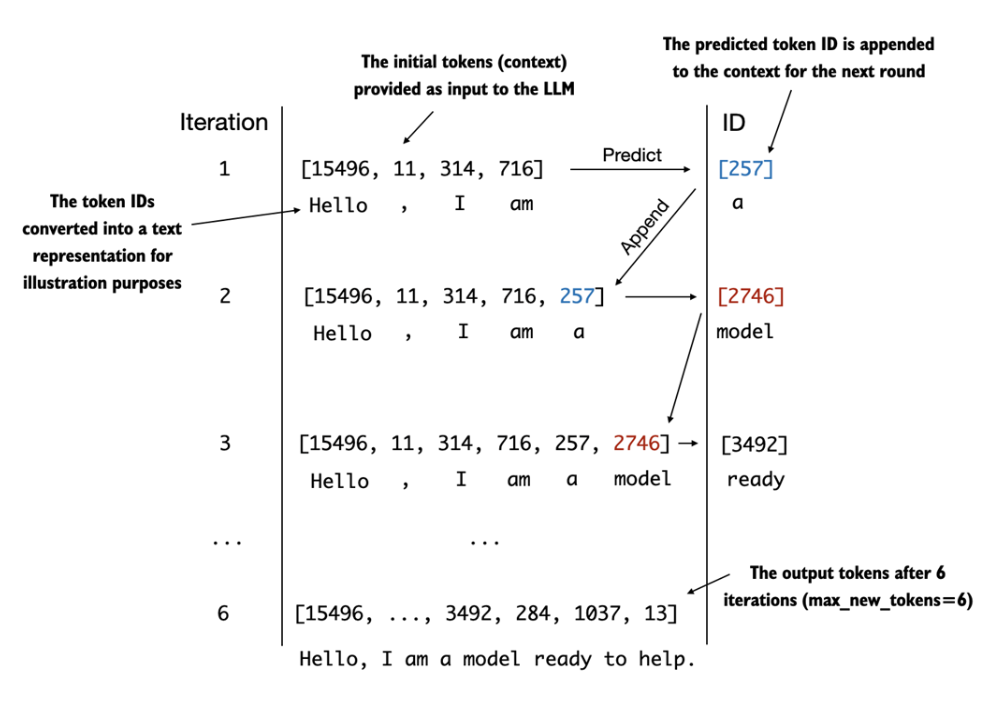 The initial tokens (context)
provided as input to the LLM
The predicted token ID is appended
to the context for the next round
Iteration
ID
1
[15496, 11, 314, 716]
Predict
[257]
Hello , I am
a
The token IDs
converted into a text
representation for
illustration purposes
Append
2
[15496, 11, 314, 716, 257]
[2746]
Hello , I am a
model
3
[15496, 11, 314, 716, 257, 2746]
[3492]
Hello , I am a model
ready
...
...
The output tokens after 6
iterations (max_new_tokens=6)
6
[15496, ..., 3492, 284, 1037, 13]
Hello, I am a model ready to help.